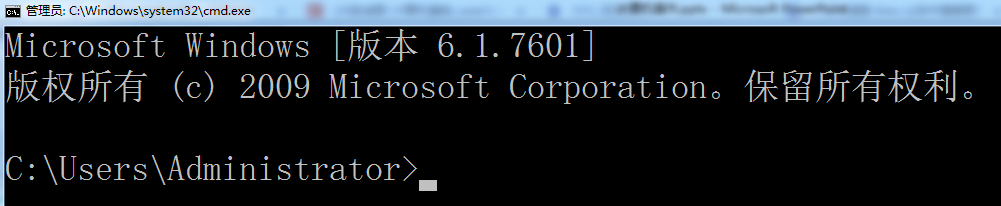 管理员: C:\Windows\system32\cmd.exe
Microsoft Windows [版本 6.1.7601]
版权所有 (c) 2009 Microsoft Corporation。保留所有权利。
C:\Users\Administrator>